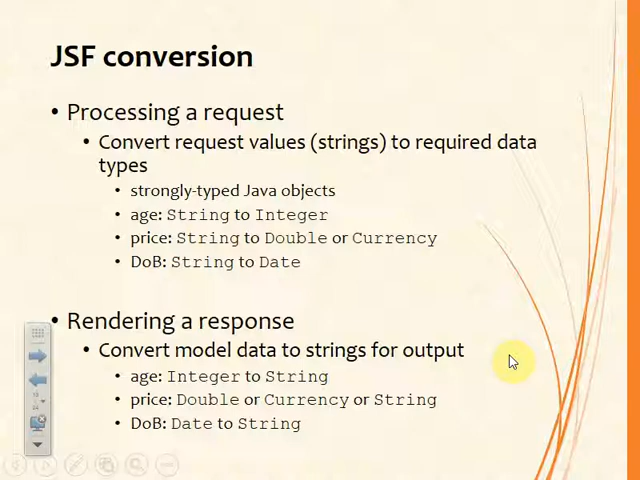 JSF conversion
• Processing a request
• Convert request values (strings) to required data
types
• strongly-typed Java objects
• age: String to Integer
• price: String to Double or Currency
• DoB: String to Date
• Rendering a response
• Convert model data to strings for output
• age: Integer to String
• price: Double or Currency or String
• DoB: Date to String